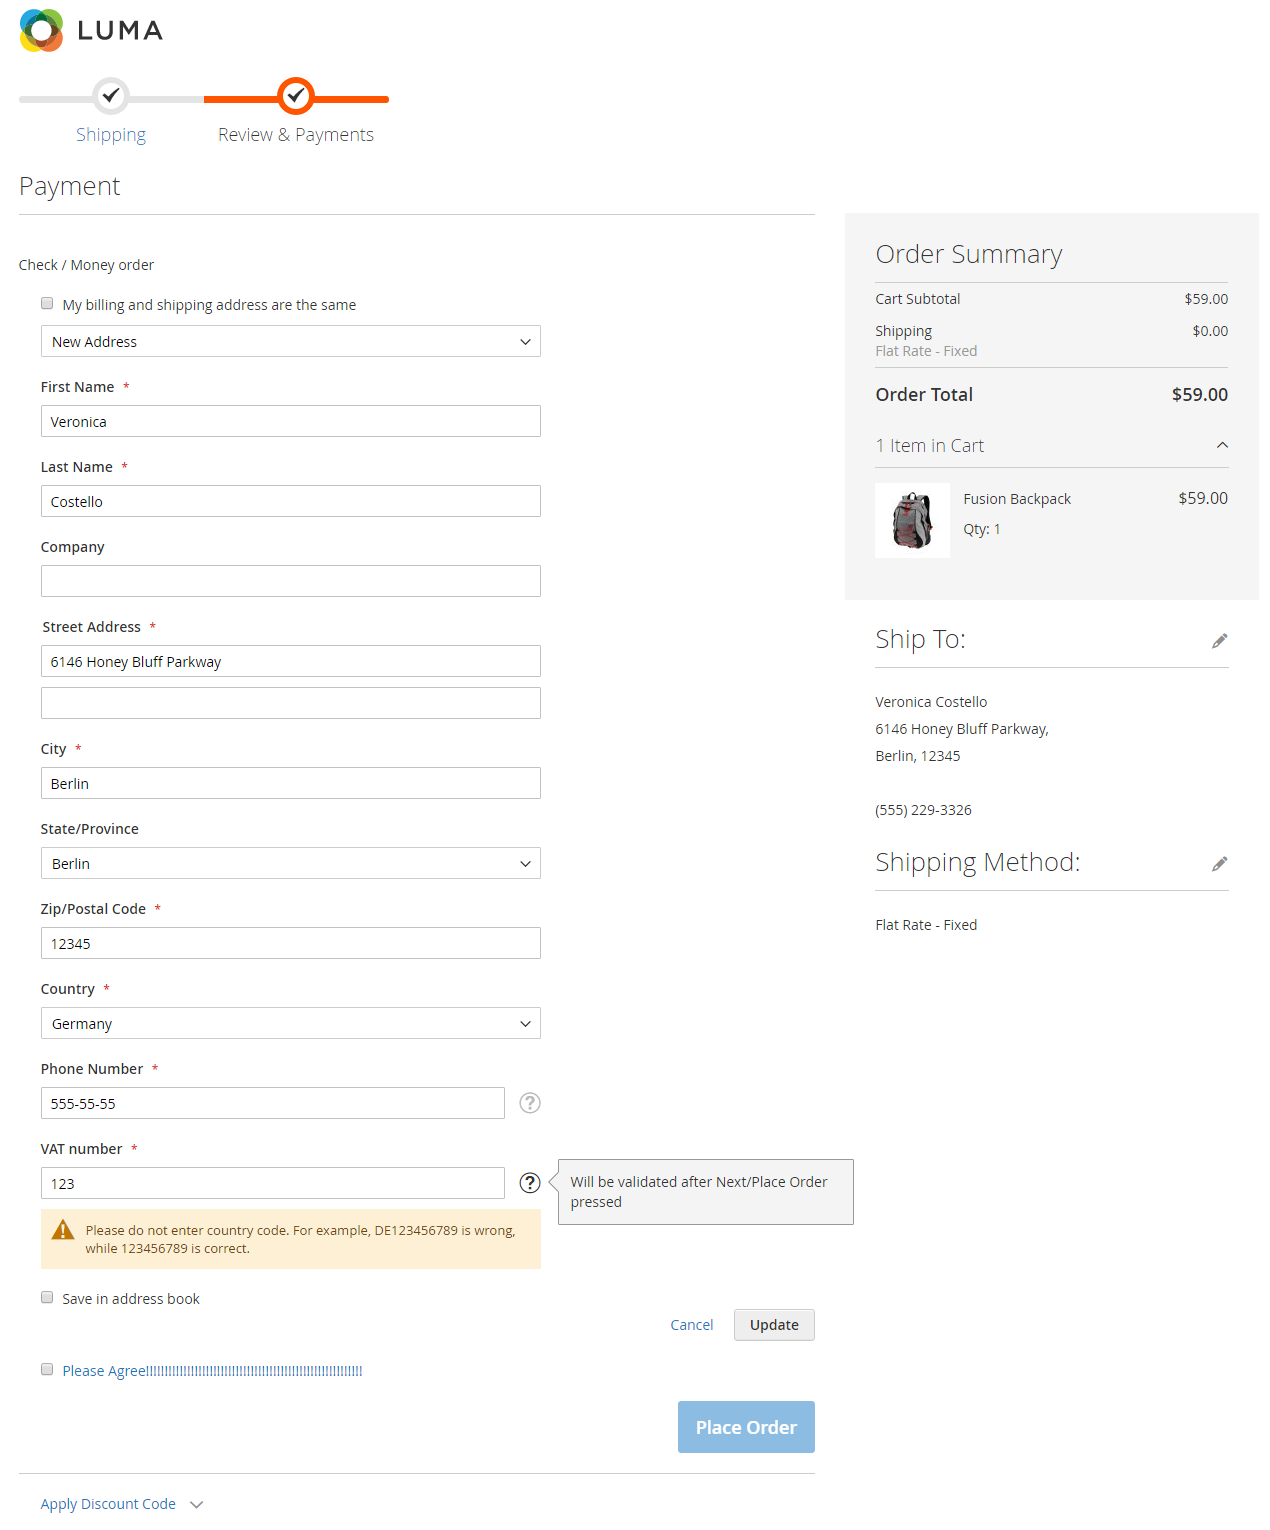 LUMA
Shipping
Review & Payments
Payment
Check / Money order
My billing and shipping address are the same
New Address
First Name *
Veronica
Last Name *
Costello
Company
Street Address *
6146 Honey Bluff Parkway
City *
Berlin
State/Province
Berlin
Zip/Postal Code *
12345
Country *
Germany
Phone Number *
555-55-55
?
VAT number *
123
?
Will be validated after Next/Place Order
pressed
Please do not enter country code. For example, DE123456789 is wrong,
while 123456789 is correct.
Save in address book
Cancel
Update
Please Agree!!!!!!!!!!!!!!!!!!!!!!!!!!!!!!!!!!!!!!!!!!!!!!!!!!!!!!!!!!
Place Order
Apply Discount Code
Order Summary
Cart Subtotal $59.00
Shipping $0.00
Flat Rate - Fixed
Order Total $59.00
1 Item in Cart
Fusion Backpack $59.00
Qty: 1
Ship To:
Veronica Costello
6146 Honey Bluff Parkway,
Berlin, 12345
(555) 229-3326
Shipping Method:
Flat Rate - Fixed